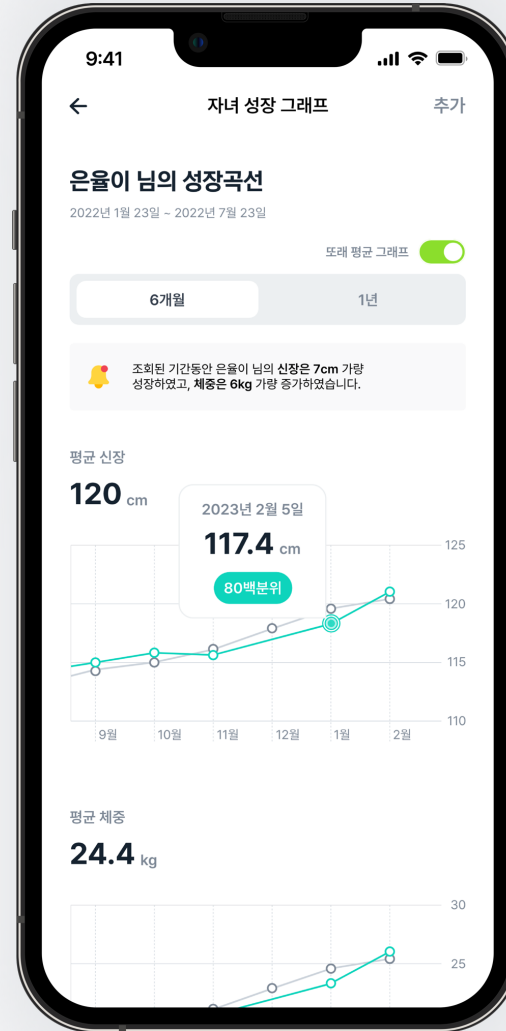 9:41
자녀 성장 그래프
추가
은율이 님의 성장곡선
2022년 1월 23일 ~ 2022년 7월 23일
또래 평균 그래프
6개월
1년
조회된 기간동안 은율이 님의 신장은 7cm 가량
성장하였고, 체중은 6kg 가량 증가하였습니다.
평균 신장
120 cm
2023년 2월 5일
117.4 cm
80백분위
125
120
115
110
9월
10월
11월
12월
1월
2월
평균 체중
24.4 kg
30
25